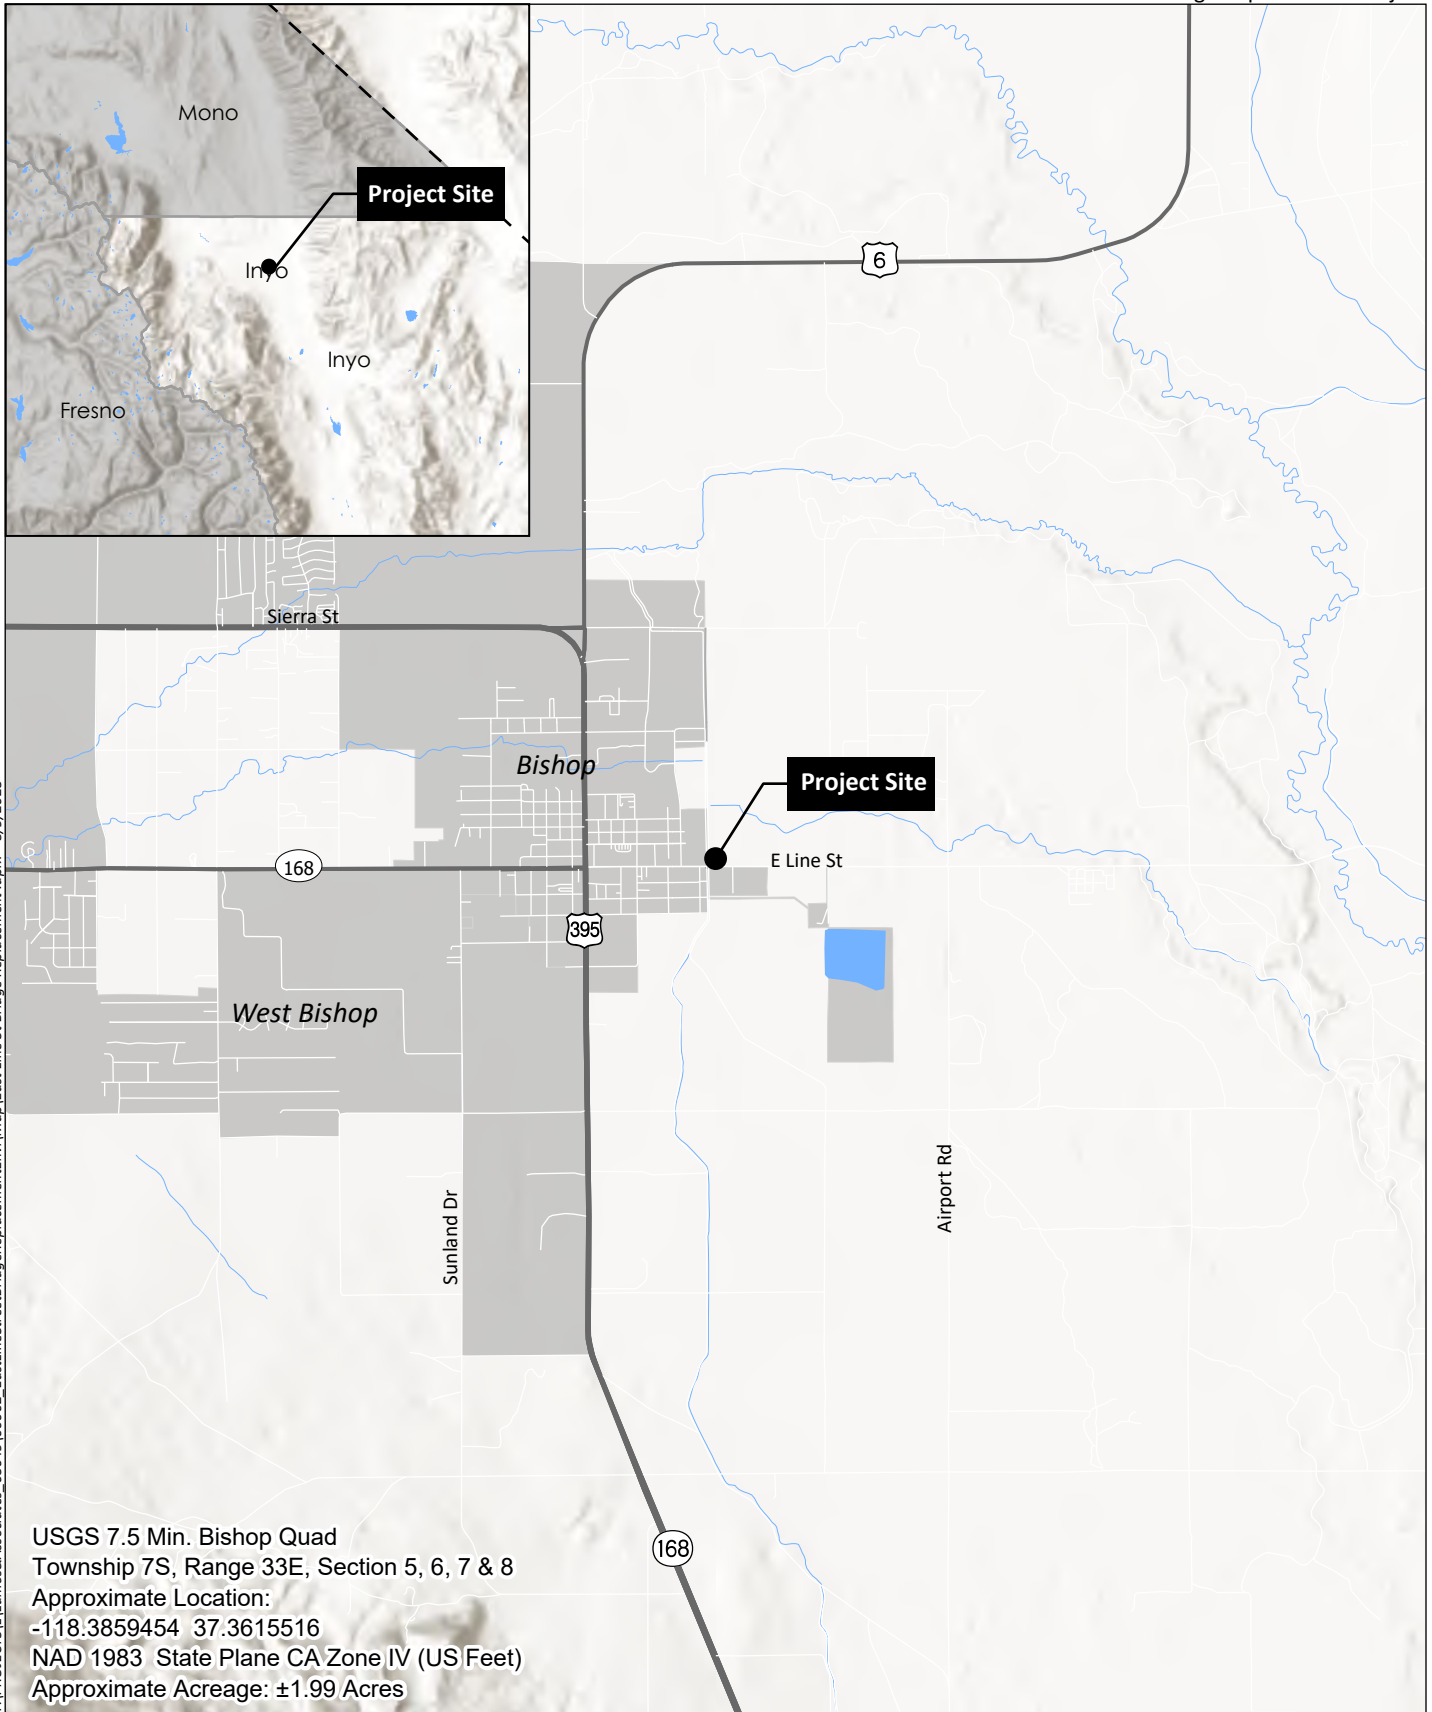 Mono
Project Site
Inyo
Inyo
Fresno
6
Sierra St
Bishop
Project Site
E Line St
168
395
West Bishop
Airport Rd
Sunland Dr
168
USGS 7.5 Min. Bishop Quad
Township 7S, Range 33E, Section 5, 6, 7 & 8
Approximate Location:
-118.3859454 37.3615516
NAD 1983 State Plane CA Zone IV (US Feet)
Approximate Acreage: ±1.99 Acres